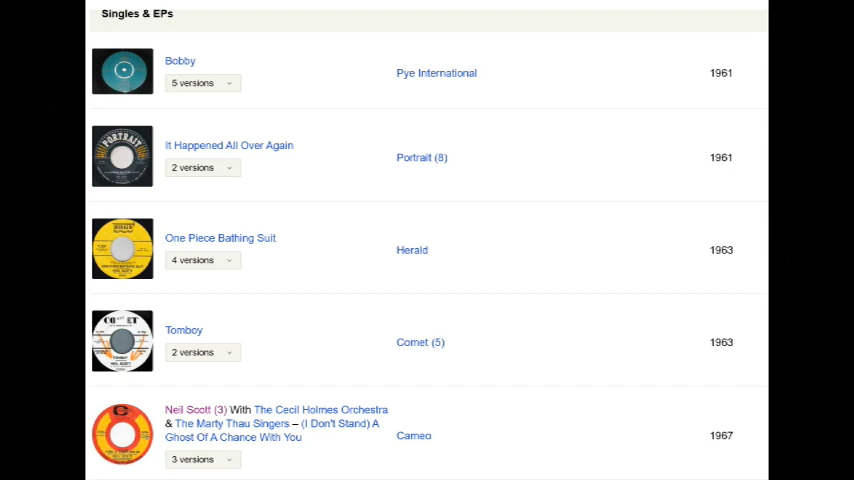 Singles & EPs
Bobby
5 versions
Pye International
1961
PORTRAIT
It Happened All Over Again
2 versions
Portrait (8)
1961
HERALD
One Piece Bathing Suit
4 versions
Herald
1963
Tomboy
2 versions
Comet (5)
1963
Neil Scott (3) With The Cecil Holmes Orchestra
& The Marty Thau Singers – (I Don't Stand) A
Ghost Of A Chance With You
3 versions
Cameo
1967